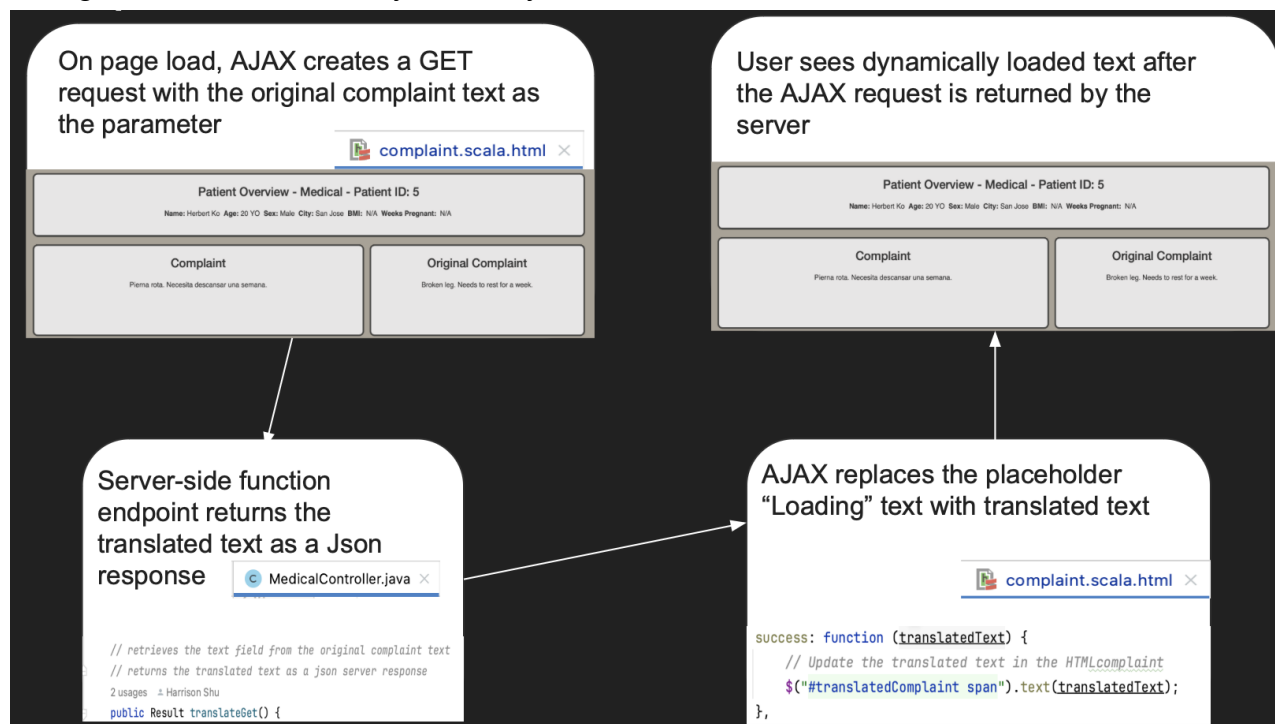 On page load, AJAX creates a GET
request with the original complaint text as
the parameter
complaint.scala.html ×
Patient Overview - Medical - Patient ID: 5
Name: Herbert Ko Age: 20 YO Sex: Male City: San Jose BMI: N/A Weeks Pregnant: N/A
Complaint
Pierna rota. Necesita descansar una semana.
Original Complaint
Broken leg. Needs to rest for a week.
Server-side function
endpoint returns the
translated text as a Json
response
C MedicalController.java ×
// retrieves the text field from the original complaint text
// returns the translated text as a json server response
2 usages Harrison Shu
public Result translateGet() {
AJAX replaces the placeholder
“Loading” text with translated text
complaint.scala.html ×
success: function (translatedText) {
// Update the translated text in the HTMLcomplaint
$("#translatedComplaint span").text(translatedText);
},
User sees dynamically loaded text after
the AJAX request is returned by the
server
Patient Overview - Medical - Patient ID: 5
Name: Herbert Ko Age: 20 YO Sex: Male City: San Jose BMI: N/A Weeks Pregnant: N/A
Complaint
Pierna rota. Necesita descansar una semana.
Original Complaint
Broken leg. Needs to rest for a week.